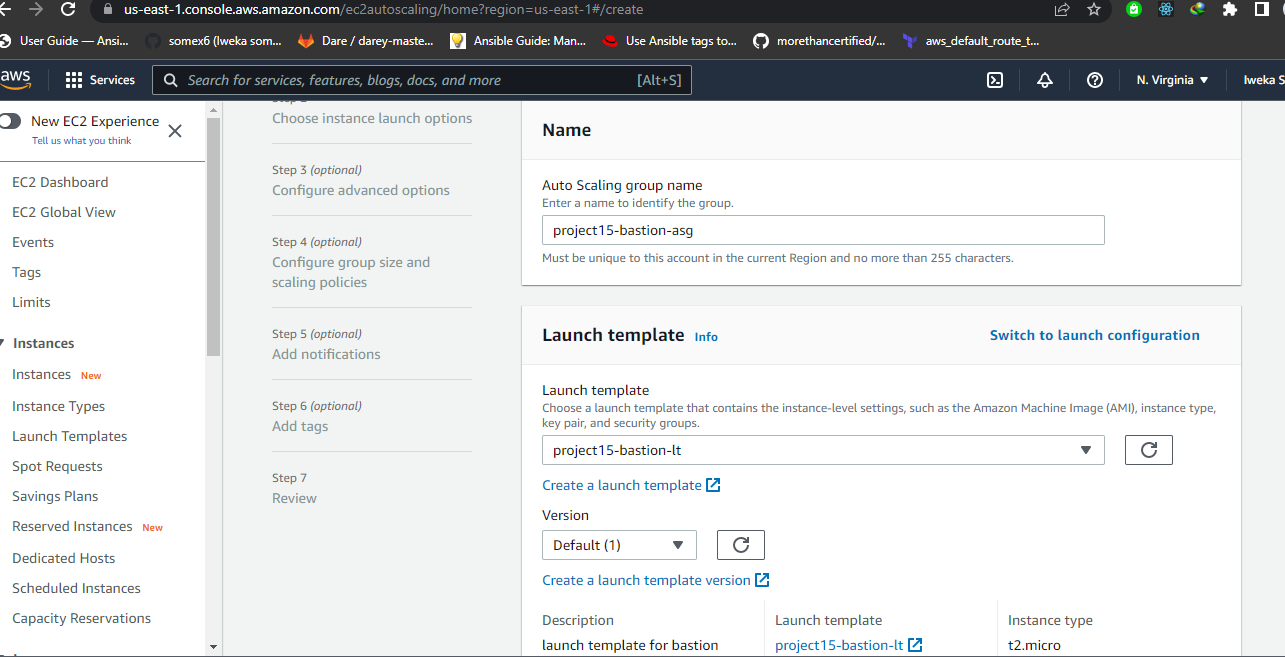 us-east-1.console.aws.amazon.com/ec2autoscaling/home?region=us-east-1#/create
User Guide — Ansi... somex6 (Iweka som... Dare / darey-maste... Ansible Guide: Man... Use Ansible tags to... morethancertified/... aws_default_route_t...
aws Services Search for services, features, blogs, docs, and more [Alt+S] N. Virginia Iweka S
New EC2 Experience
Tell us what you think
EC2 Dashboard
EC2 Global View
Events
Tags
Limits
Instances
Instances New
Instance Types
Launch Templates
Spot Requests
Savings Plans
Reserved Instances New
Dedicated Hosts
Scheduled Instances
Capacity Reservations
Choose instance launch options
Step 3 (optional)
Configure advanced options
Step 4 (optional)
Configure group size and
scaling policies
Step 5 (optional)
Add notifications
Step 6 (optional)
Add tags
Step 7
Review
Name
Auto Scaling group name
Enter a name to identify the group.
project15-bastion-asg
Must be unique to this account in the current Region and no more than 255 characters.
Launch template Info Switch to launch configuration
Launch template
Choose a launch template that contains the instance-level settings, such as the Amazon Machine Image (AMI), instance type,
key pair, and security groups.
project15-bastion-lt
Create a launch template
Version
Default (1)
Create a launch template version
Description Launch template Instance type
launch template for bastion project15-bastion-lt t2.micro